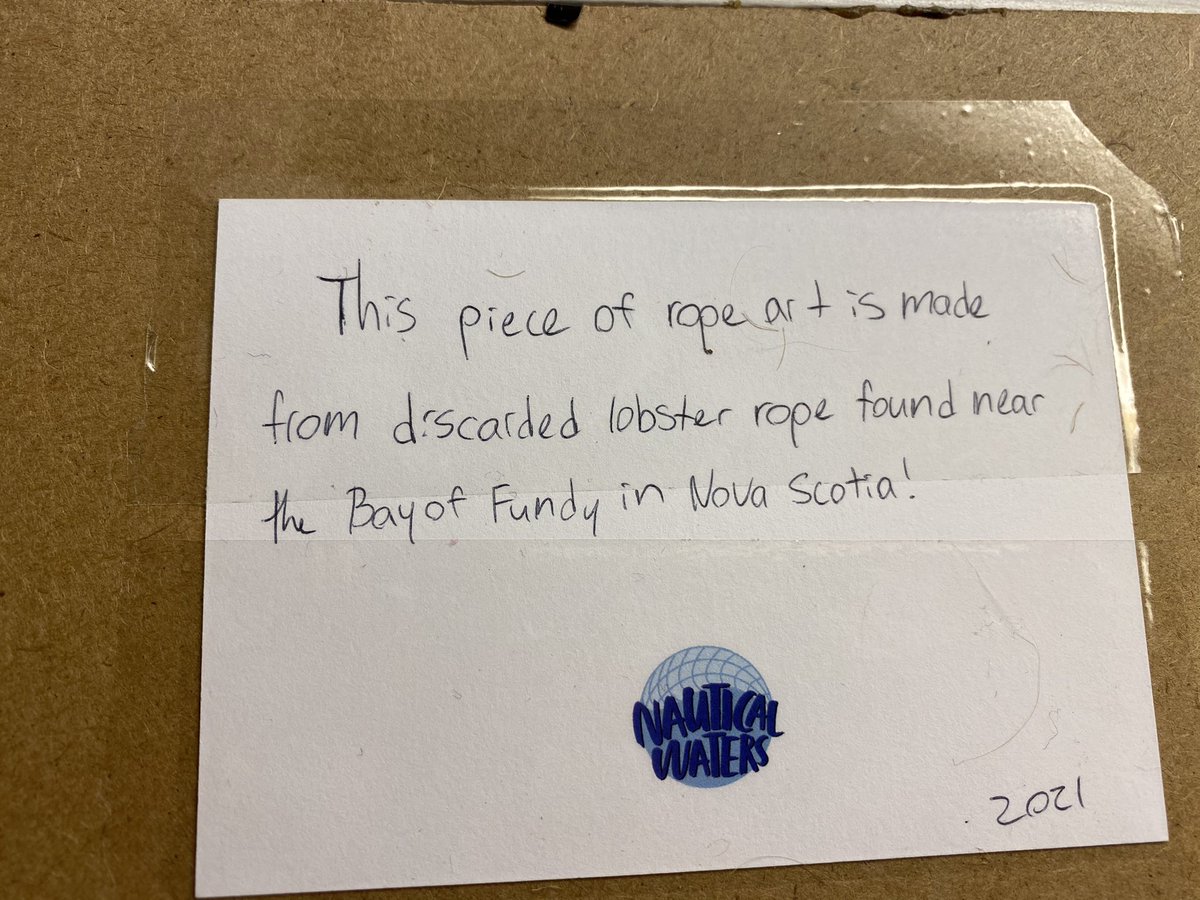 This piece of rope art is made
from discarded lobster rope found near
the Bay of Fundy in Nova Scotia!
NAUTICAL
WATERS
2021